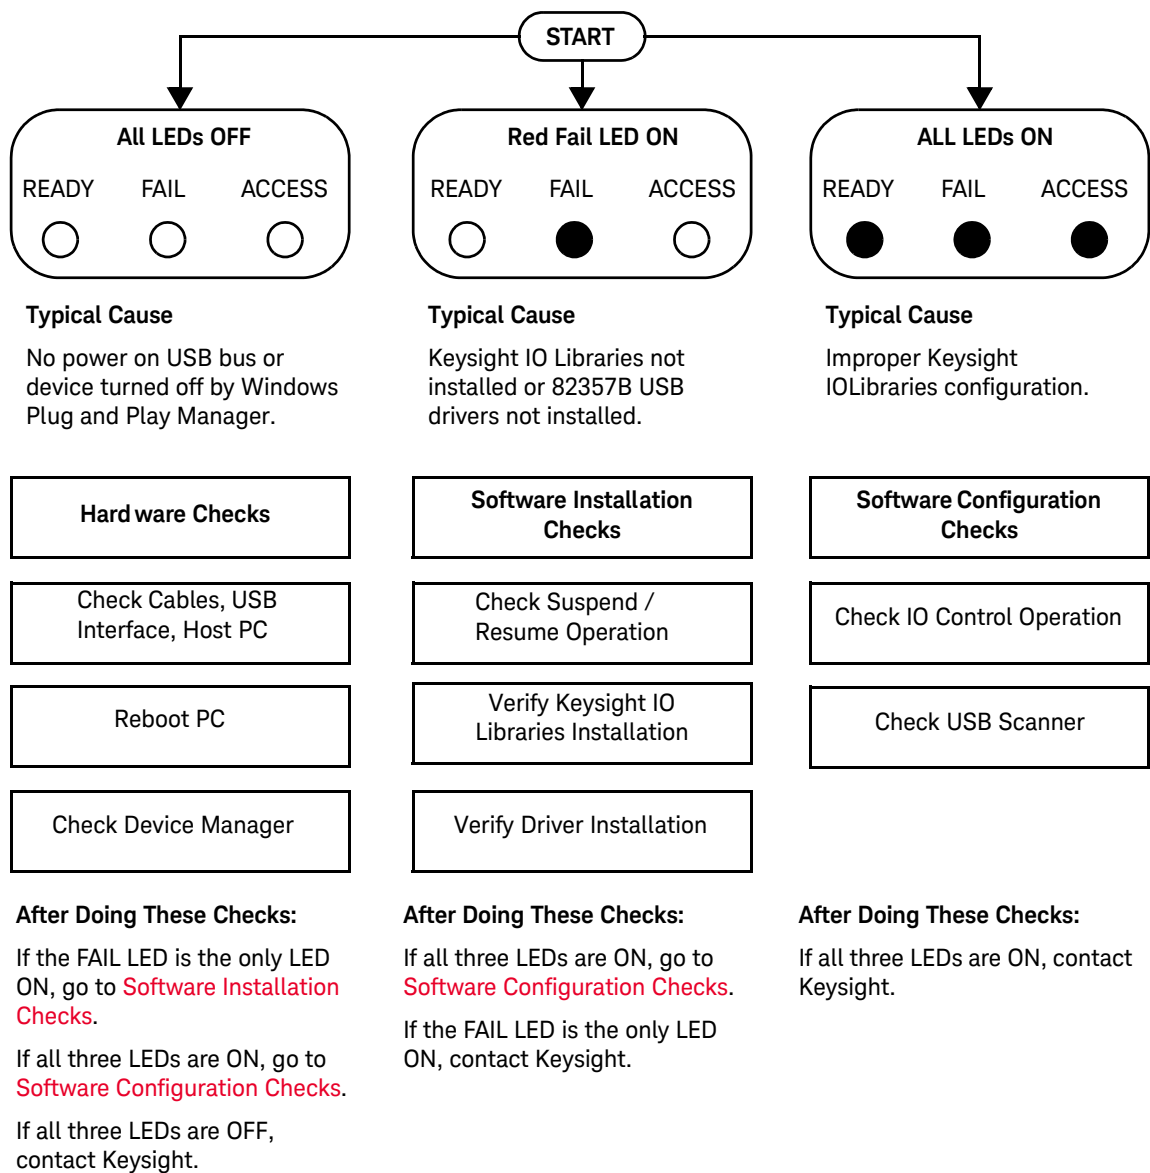 START
All LEDs OFF
READY FAIL ACCESS
Typical Cause
No power on USB bus or
device turned off by Windows
Plug and Play Manager.
Hard ware Checks
Check Cables, USB
Interface, Host PC
Reboot PC
Check Device Manager
After Doing These Checks:
If the FAIL LED is the only LED
ON, go to Software Installation
Checks.
If all three LEDs are ON, go to
Software Configuration Checks.
If all three LEDs are OFF,
contact Keysight.
Red Fail LED ON
READY FAIL ACCESS
Typical Cause
Keysight IO Libraries not
installed or 82357B USB
drivers not installed.
Software Installation
Checks
Check Suspend /
Resume Operation
Verify Keysight IO
Libraries Installation
Verify Driver Installation
After Doing These Checks:
If all three LEDs are ON, go to
Software Configuration Checks.
If the FAIL LED is the only LED
ON, contact Keysight.
ALL LEDs ON
READY FAIL ACCESS
Typical Cause
Improper Keysight
IOLibraries configuration.
Software Configuration
Checks
Check IO Control Operation
Check USB Scanner
After Doing These Checks:
If all three LEDs are ON, contact
Keysight.